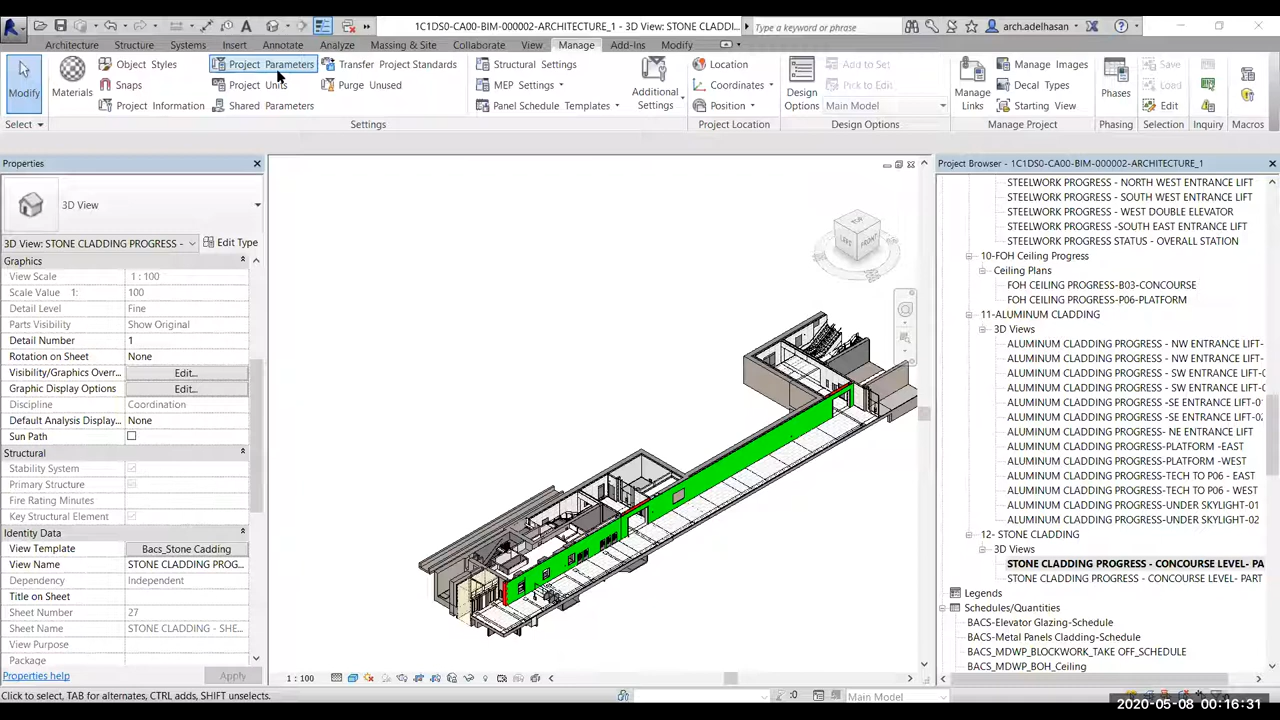 1C1DS0-CA00-BIM-000002-ARCHITECTURE_1 - 3D View: STONE CLADDI...
Type a keyword or phrase
arch.adelhasan
Architecture Structure Systems Insert Annotate Analyze Massing & Site Collaborate View Manage Add-Ins Modify
Modify
Select
Materials
Object Styles
Snaps
Project Information
Project Parameters
Project Units
Shared Parameters
Transfer Project Standards
Purge Unused
Settings
Structural Settings
MEP Settings
Panel Schedule Templates
Additional Settings
Location
Coordinates
Position
Project Location
Design Options
Add to Set
Pick to Edit
Main Model
Design Options
Manage Links
Manage Images
Decal Types
Starting View
Manage Project
Phases
Phasing
Save
Load
Edit
Selection
Inquiry
Macros
Properties
3D View
3D View: STONE CLADDING PROGRESS -
Edit Type
Graphics
View Scale 1 : 100
Scale Value 1: 100
Detail Level Fine
Parts Visibility Show Original
Detail Number 1
Rotation on Sheet None
Visibility/Graphics Overr... Edit...
Graphic Display Options Edit...
Discipline Coordination
Default Analysis Display... None
Sun Path
Structural
Stability System
Primary Structure
Fire Rating Minutes
Key Structural Element
Identity Data
View Template Bacs_Stone Cadding
View Name STONE CLADDING PROG...
Dependency Independent
Title on Sheet
Sheet Number 27
Sheet Name STONE CLADDING - SHE...
View Purpose
Package
Properties help
Apply
TOP
LEFT
FRONT
1 : 100
Project Browser - 1C1DS0-CA00-BIM-000002-ARCHITECTURE_1
STEELWORK PROGRESS - NORTH WEST ENTRANCE LIFT
STEELWORK PROGRESS - SOUTH WEST ENTRANCE LIFT
STEELWORK PROGRESS - WEST DOUBLE ELEVATOR
STEELWORK PROGRESS -SOUTH EAST ENTRANCE LIFT
STEELWORK PROGRESS STATUS - OVERALL STATION
10-FOH Ceiling Progress
Ceiling Plans
FOH CEILING PROGRESS-B03-CONCOURSE
FOH CEILING PROGRESS-P06-PLATFORM
11-ALUMINUM CLADDING
3D Views
ALUMINUM CLADDING PROGRESS - NW ENTRANCE LIFT-
ALUMINUM CLADDING PROGRESS - NW ENTRANCE LIFT-
ALUMINUM CLADDING PROGRESS - SW ENTRANCE LIFT-0
ALUMINUM CLADDING PROGRESS - SW ENTRANCE LIFT-0
ALUMINUM CLADDING PROGRESS -SE ENTRANCE LIFT-0
ALUMINUM CLADDING PROGRESS -SE ENTRANCE LIFT-02
ALUMINUM CLADDING PROGRESS- NE ENTRANCE LIFT
ALUMINUM CLADDING PROGRESS-PLATFORM -EAST
ALUMINUM CLADDING PROGRESS-PLATFORM -WEST
ALUMINUM CLADDING PROGRESS-TECH TO P06 - EAST
ALUMINUM CLADDING PROGRESS-TECH TO P06 - WEST
ALUMINUM CLADDING PROGRESS-UNDER SKYLIGHT-01
ALUMINUM CLADDING PROGRESS-UNDER SKYLIGHT-02
12- STONE CLADDING
3D Views
STONE CLADDING PROGRESS - CONCOURSE LEVEL- PA
STONE CLADDING PROGRESS - CONCOURSE LEVEL- PART
Legends
Schedules/Quantities
BACS-Elevator Glazing-Schedule
BACS-Metal Panels Cladding-Schedule
BACS_MDWP_BLOCKWORK_TAKE OFF_SCHEDULE
BACS_MDWP_BOH_Ceiling
Click to select, TAB for alternates, CTRL adds, SHIFT unselects.
:0
Main Model
2020-05-08 00:16:31